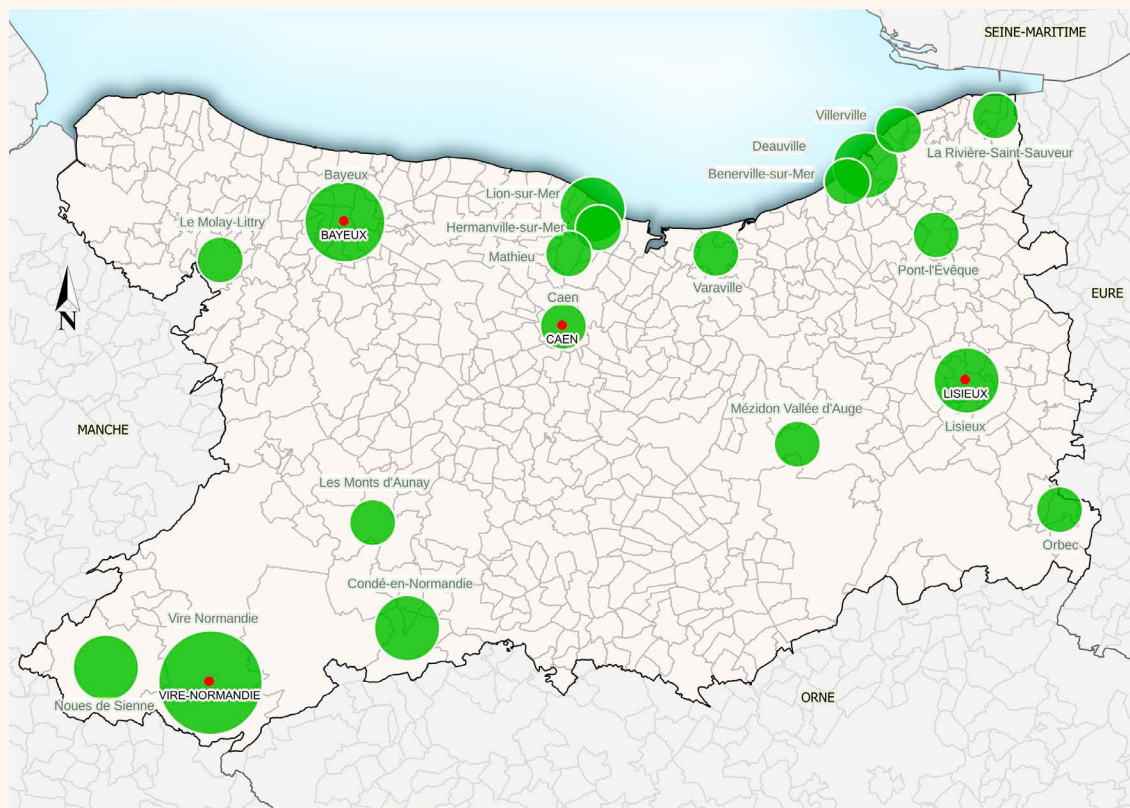 SEINE-MARITIME
Villerville
Deauville
La Rivière-Saint-Sauveur
Benerville-sur-Mer
Bayeux
Lion-sur-Mer
Le Molay-Littry
Hermanville-sur-Mer
BAYEUX
Mathieu
Pont-l'Évêque
Varaville
EURE
Caen
N
CAEN
LISIEUX
Mézidon Vallée d'Auge
Lisieux
MANCHE
Les Monts d'Aunay
Orbec
Condé-en-Normandie
Vire Normandie
VIRE-NORMANDIE
ORNE
Noues de Sienne